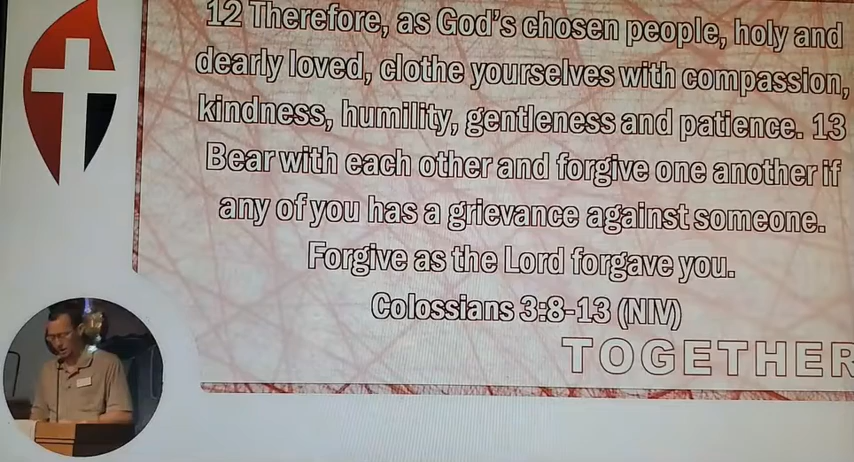 12 Therefore, as God's chosen people, holy and
dearly loved, clothe yourselves with compassion,
kindness, humility, gentleness and patience. 13
Bear with each other and forgive one another if
any of you has a grievance against someone.
Forgive as the Lord forgave you.
Colossians 3:8-13 (NIV)
TOGETHER